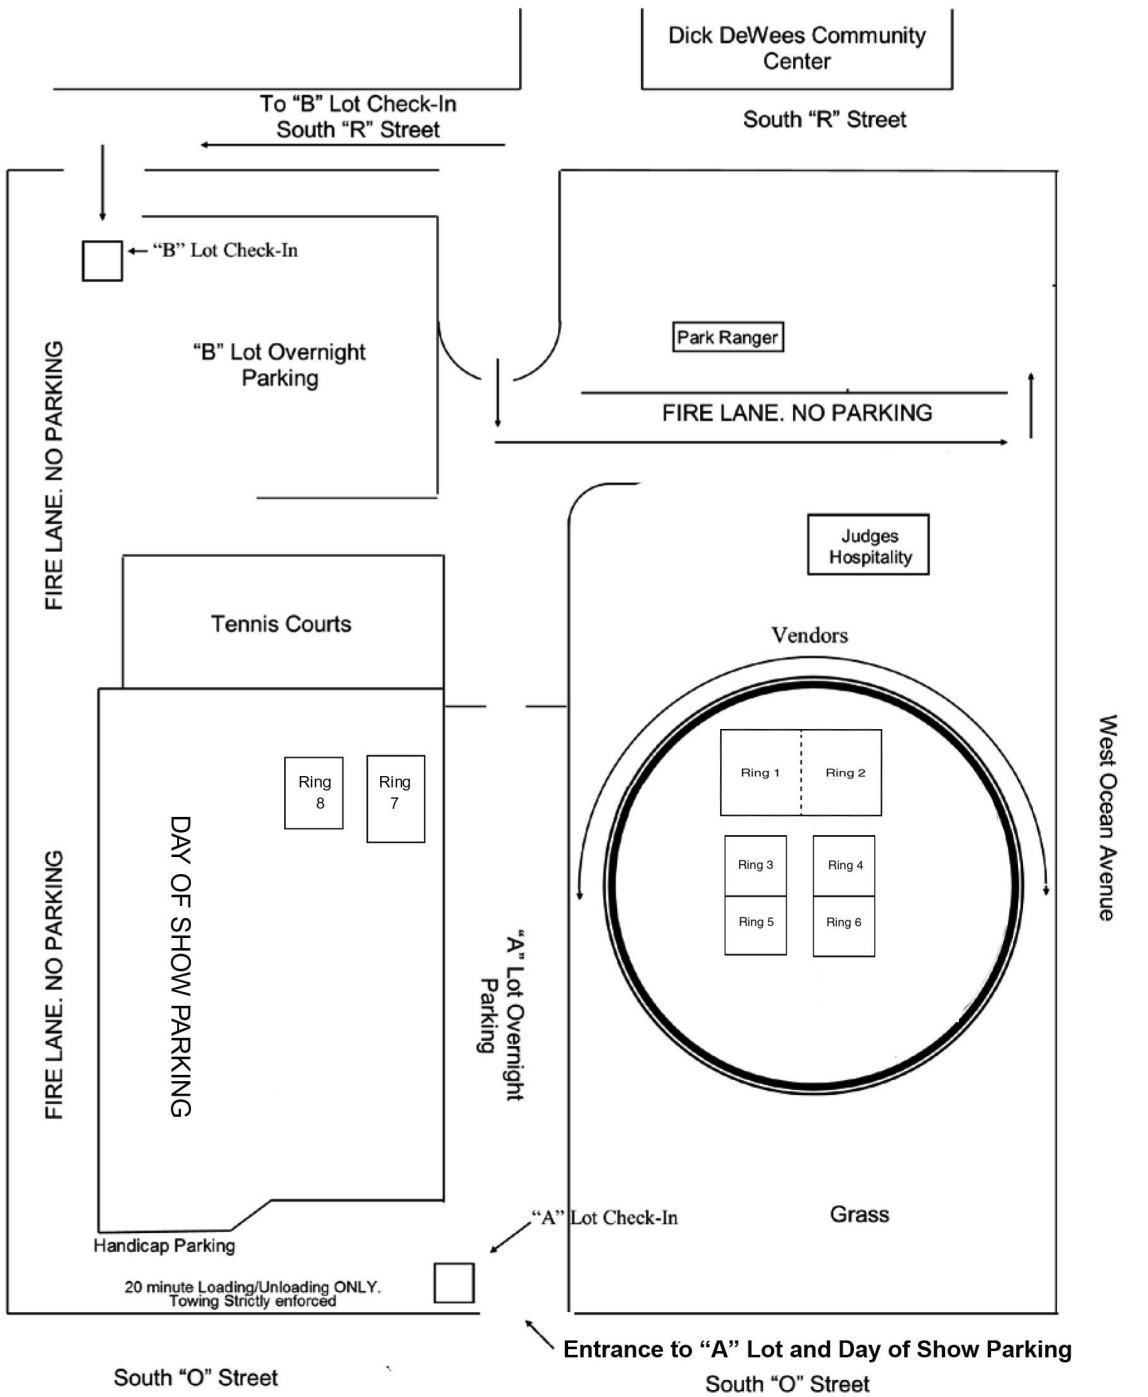 Dick DeWees Community
Center
To “B” Lot Check-In
South “R” Street
South “R” Street
“B” Lot Check-In
Park Ranger
“B” Lot Overnight
Parking
FIRE LANE. NO PARKING
FIRE LANE. NO PARKING
Judges
Hospitality
Tennis Courts
Vendors
West Ocean Avenue
Ring 1
Ring 2
Ring
8
Ring
7
DAY OF SHOW PARKING
Ring 3
Ring 4
Ring 5
Ring 6
FIRE LANE. NO PARKING
“A” Lot Overnight
Parking
“A” Lot Check-In
Grass
Handicap Parking
20 minute Loading/Unloading ONLY.
Towing Strictly enforced
Entrance to “A” Lot and Day of Show Parking
South “O” Street
South “O” Street